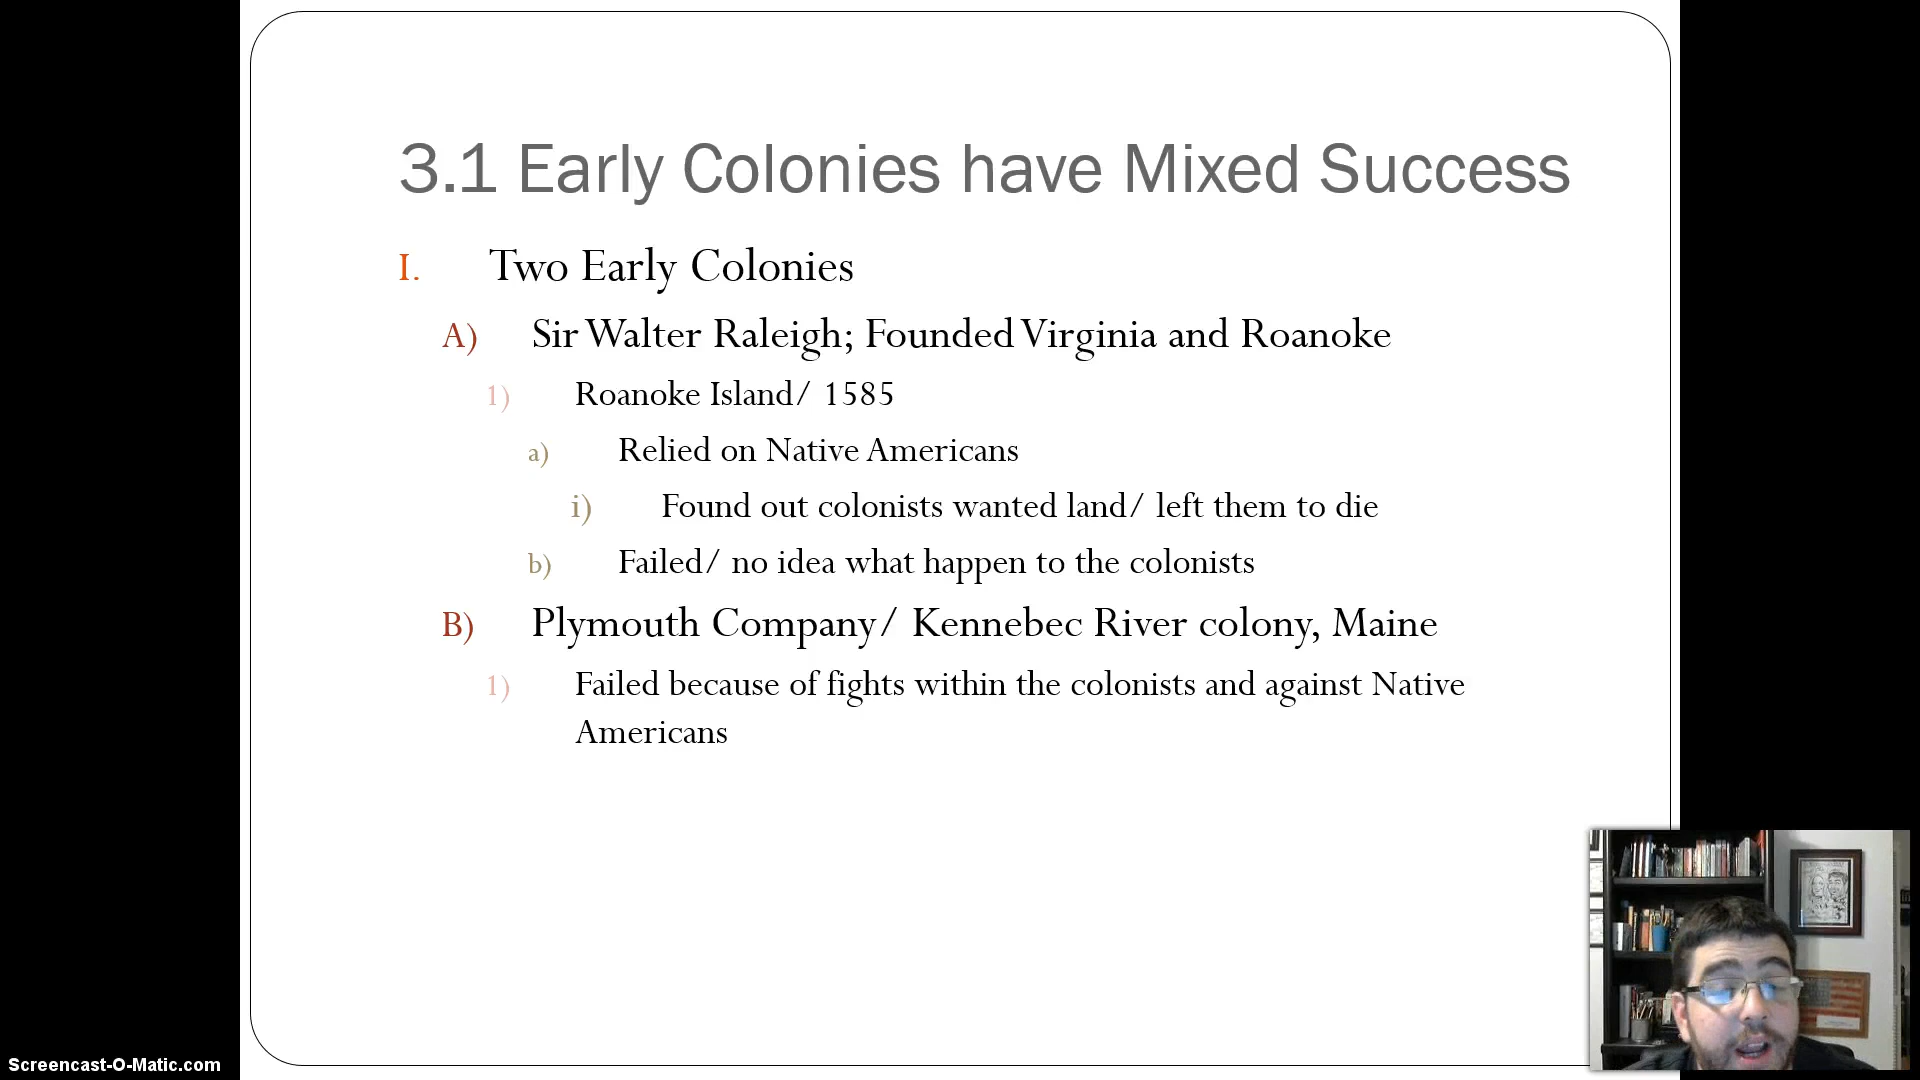 3.1 Early Colonies have Mixed Success
I. Two Early Colonies
A) Sir Walter Raleigh; Founded Virginia and Roanoke
1) Roanoke Island/ 1585
a) Relied on Native Americans
i) Found out colonists wanted land/ left them to die
b) Failed/ no idea what happen to the colonists
B) Plymouth Company/ Kennebec River colony, Maine
1) Failed because of fights within the colonists and against Native
Americans
Screencast-O-Matic.com